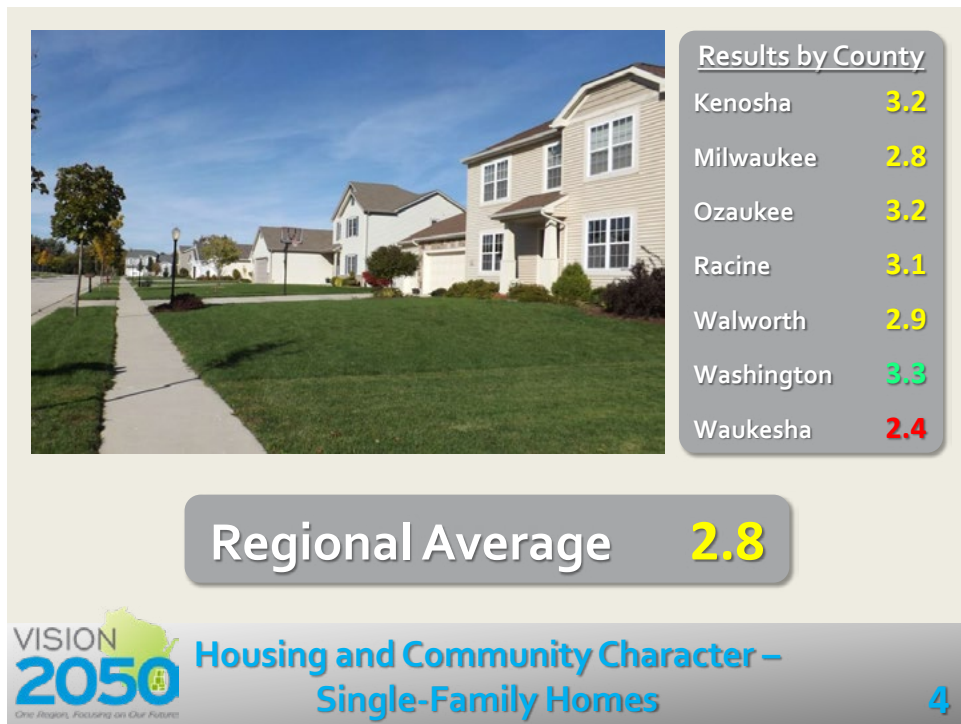 Results by County
Kenosha 3.2
Milwaukee 2.8
Ozaukee 3.2
Racine 3.1
Walworth 2.9
Washington 3.3
Waukesha 2.4
Regional Average 2.8
VISION
2050
One Region, Focusing on Our Future
Housing and Community Character –
Single-Family Homes
4